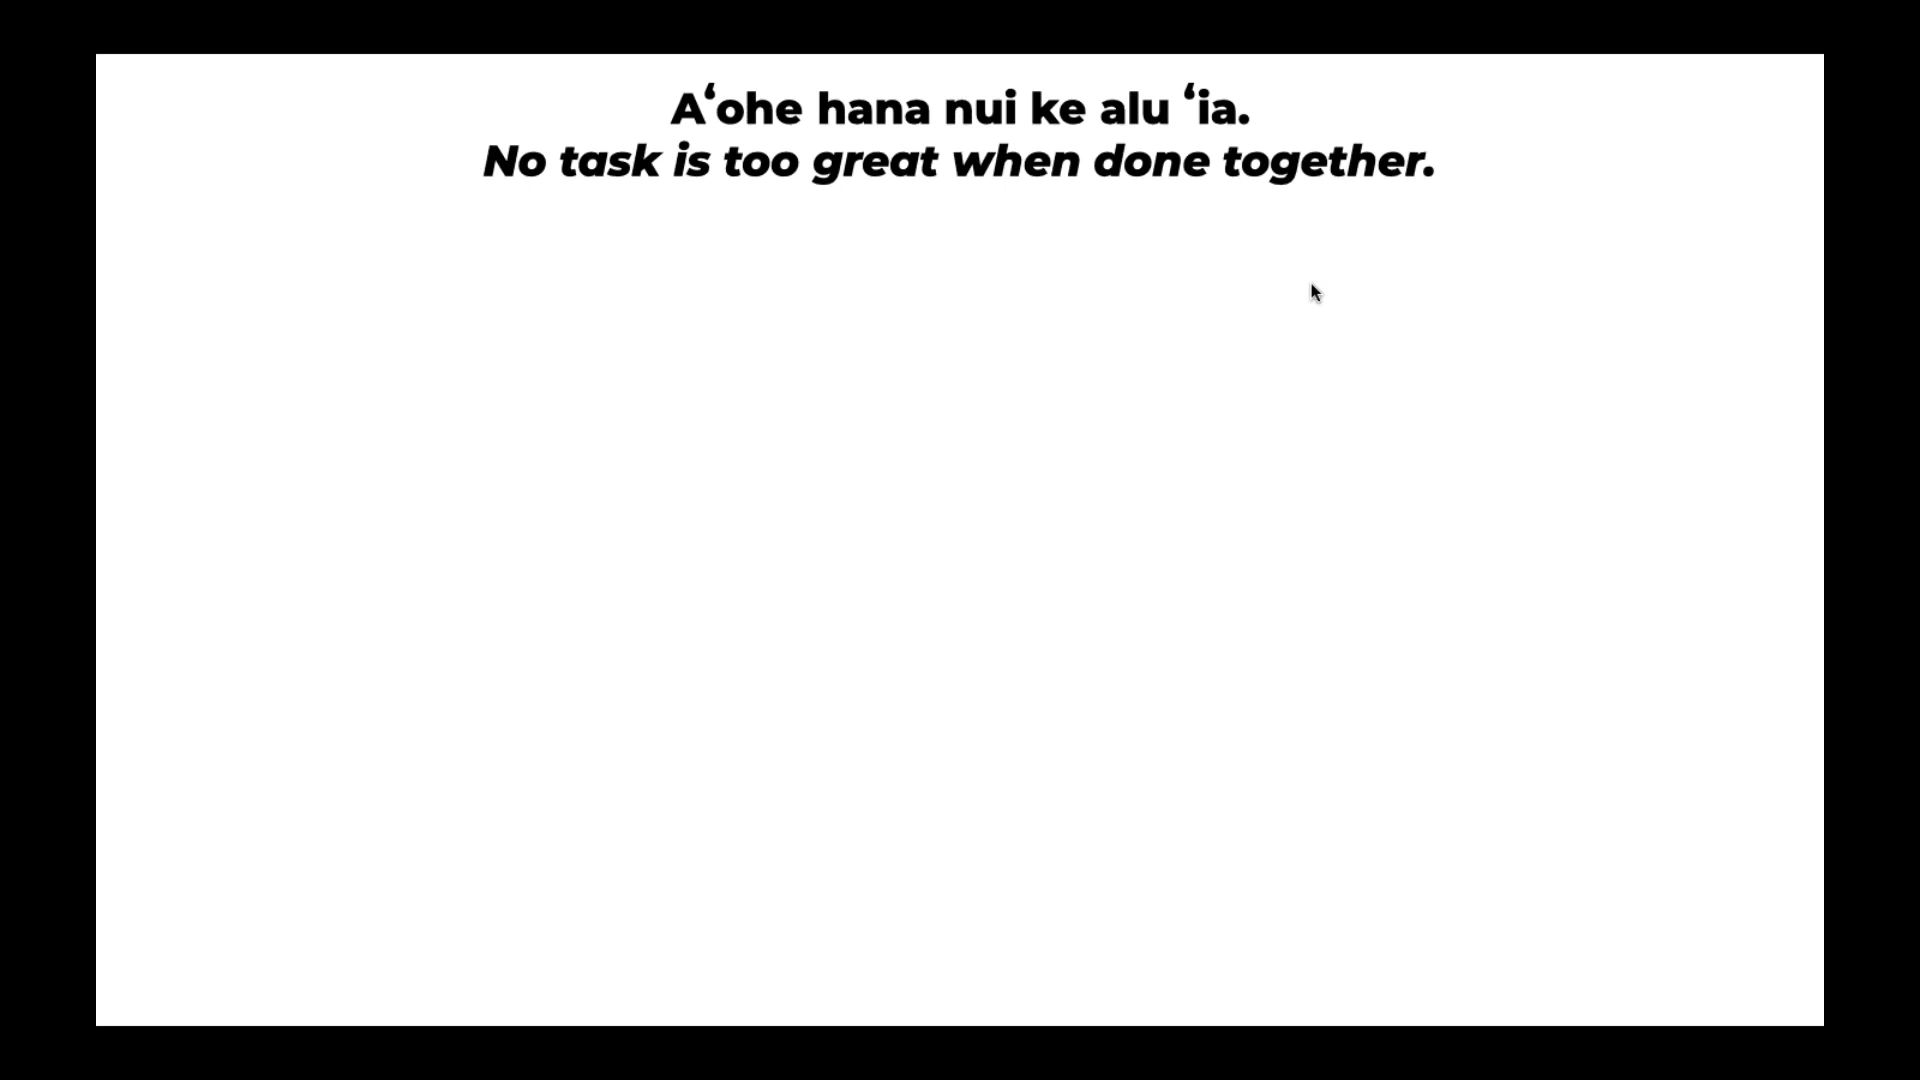 Aʻohe hana nui ke alu ʻia.
No task is too great when done together.